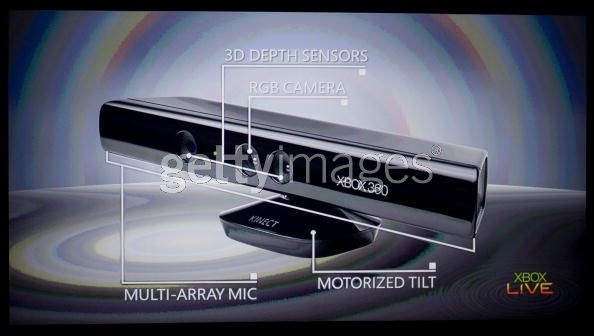 3D DEPTH SENSORS
RGB CAMERA
gettyimages®
XBOX 360
KINECT
MOTORIZED TILT
MULTI-ARRAY MIC
XBOX
LIVE